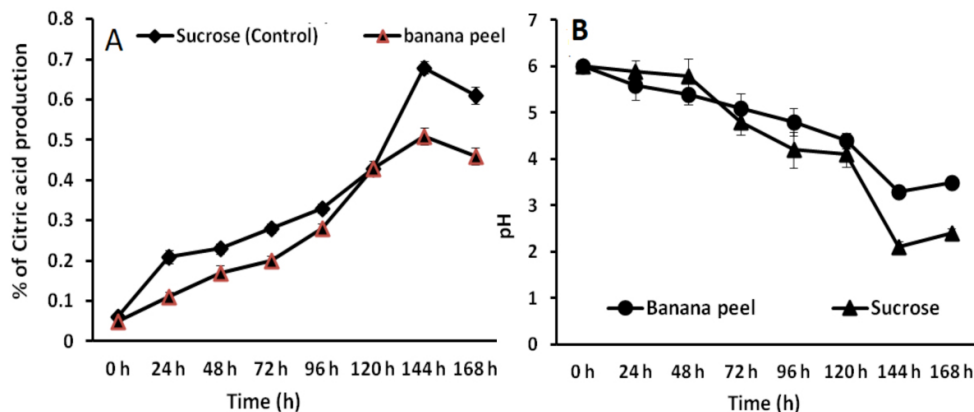 A
Sucrose (Control)
banana peel
% of Citric acid production
0.8
0.7
0.6
0.5
0.4
0.3
0.2
0.1
0
0 h 24 h 48 h 72 h 96 h 120 h 144 h 168 h
Time (h)
B
pH
7
6
5
4
3
2
1
0
Banana peel
Sucrose
0 h 24 h 48 h 72 h 96 h 120 h 144 h 168 h
Time (h)